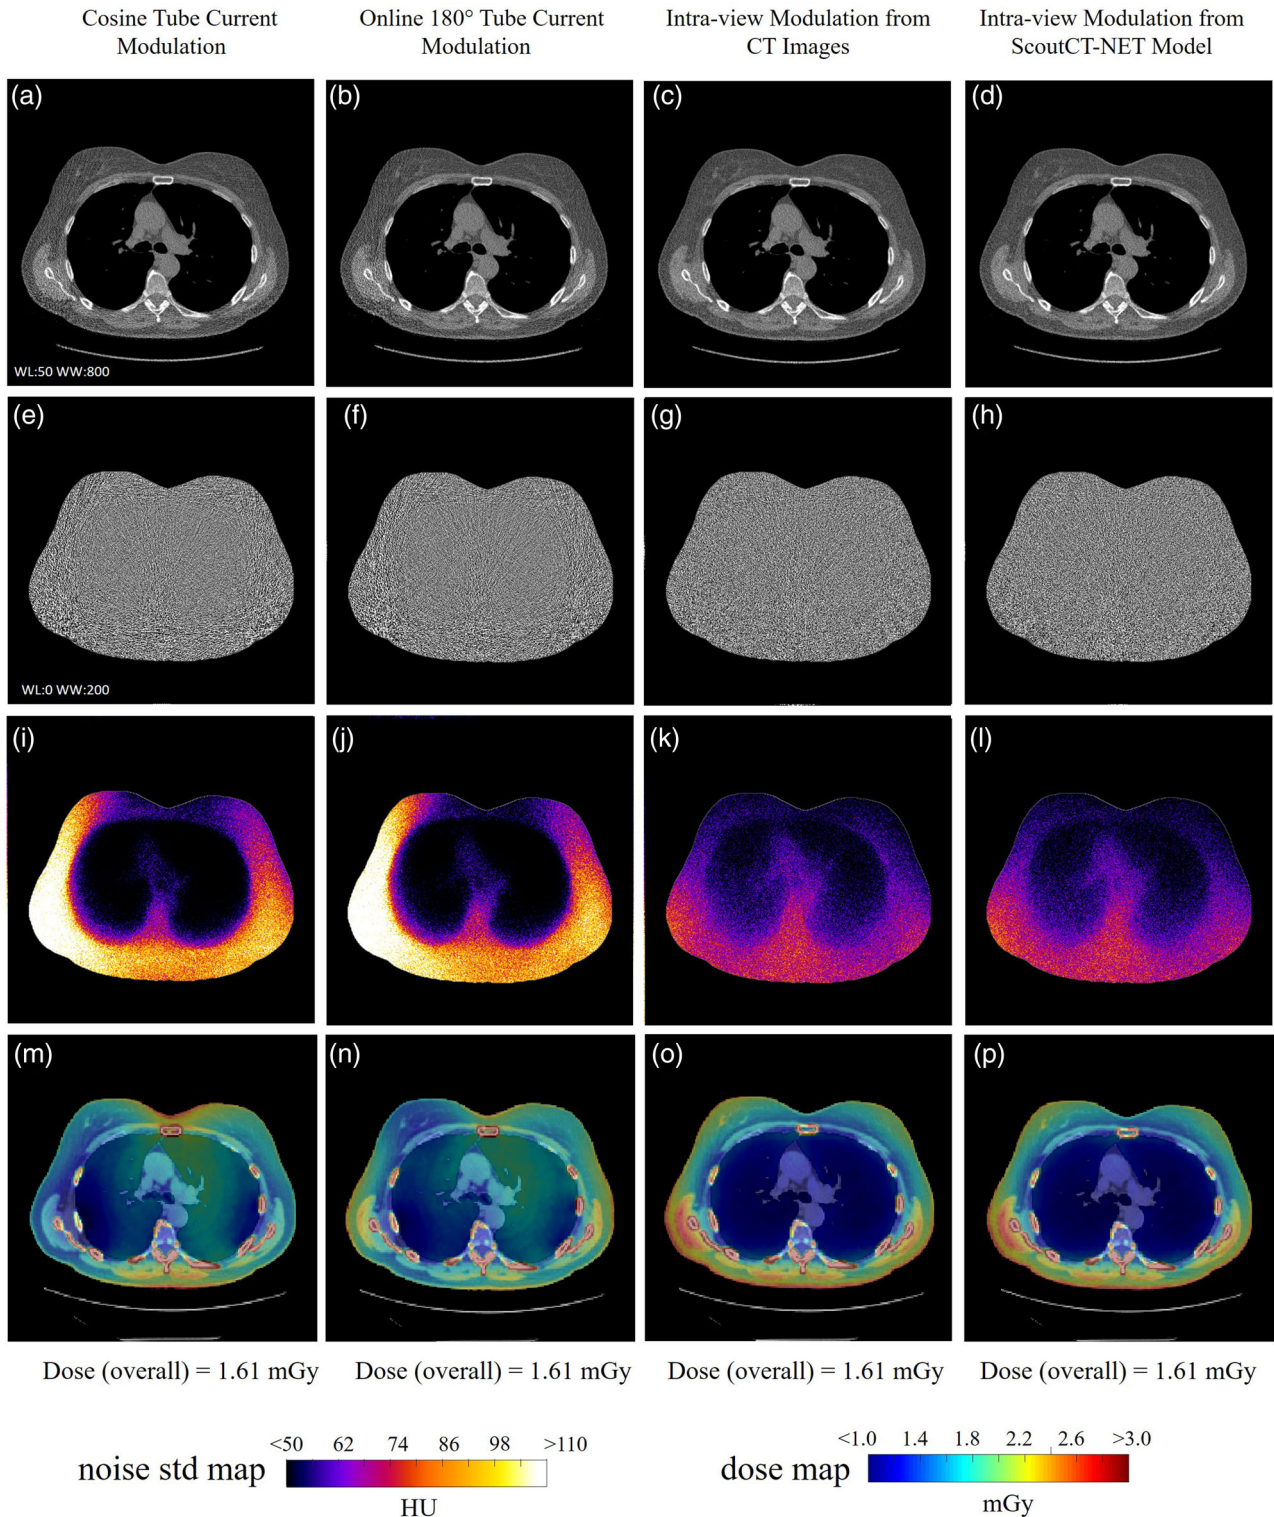 Cosine Tube Current
Modulation
Online 180° Tube Current
Modulation
Intra-view Modulation from
CT Images
Intra-view Modulation from
ScoutCT-NET Model
(a)
(b)
(c)
(d)
WL:50 WW:800
(e)
(f)
(g)
(h)
WL:0 WW:200
(i)
(j)
(k)
(l)
(m)
(n)
(o)
(p)
Dose (overall) = 1.61 mGy
Dose (overall) = 1.61 mGy
Dose (overall) = 1.61 mGy
Dose (overall) = 1.61 mGy
noise std map
<50 62 74 86 98 >110
HU
dose map
<1.0 1.4 1.8 2.2 2.6 >3.0
mGy